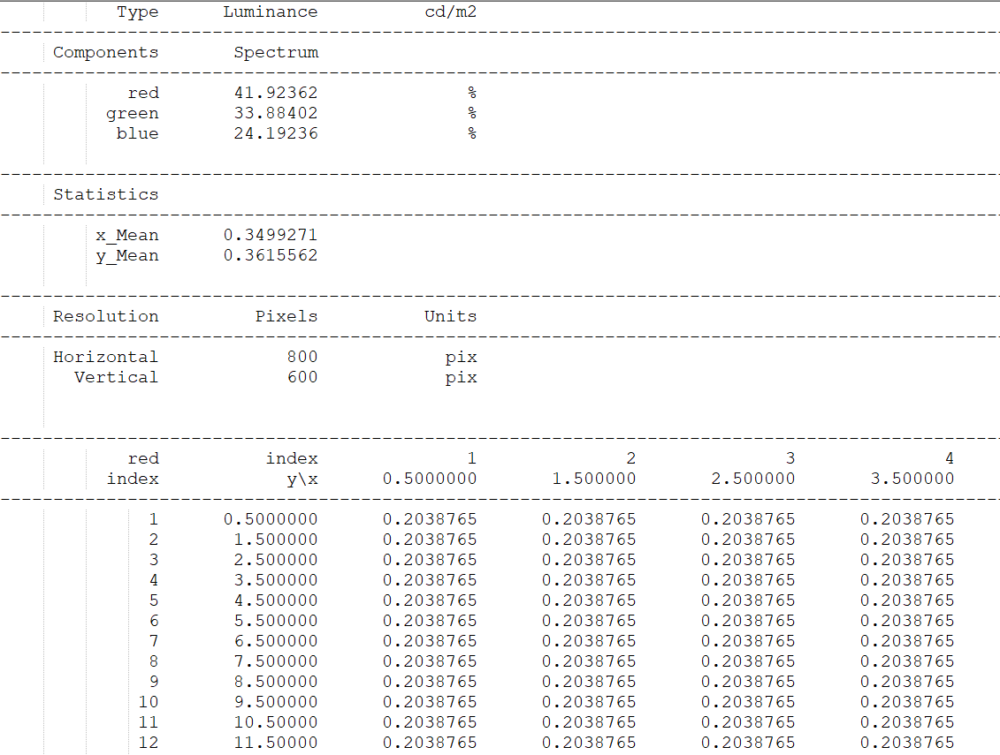 Type Luminance cd/m2
Components Spectrum
red 41.92362 %
green 33.88402 %
blue 24.19236 %
Statistics
x_Mean 0.3499271
y_Mean 0.3615562
Resolution Pixels Units
Horizontal 800 pix
Vertical 600 pix
red index 1 2 3 4
index y\x 0.5000000 1.500000 2.500000 3.500000
1 0.5000000 0.2038765 0.2038765 0.2038765 0.2038765
2 1.500000 0.2038765 0.2038765 0.2038765 0.2038765
3 2.500000 0.2038765 0.2038765 0.2038765 0.2038765
4 3.500000 0.2038765 0.2038765 0.2038765 0.2038765
5 4.500000 0.2038765 0.2038765 0.2038765 0.2038765
6 5.500000 0.2038765 0.2038765 0.2038765 0.2038765
7 6.500000 0.2038765 0.2038765 0.2038765 0.2038765
8 7.500000 0.2038765 0.2038765 0.2038765 0.2038765
9 8.500000 0.2038765 0.2038765 0.2038765 0.2038765
10 9.500000 0.2038765 0.2038765 0.2038765 0.2038765
11 10.50000 0.2038765 0.2038765 0.2038765 0.2038765
12 11.50000 0.2038765 0.2038765 0.2038765 0.2038765